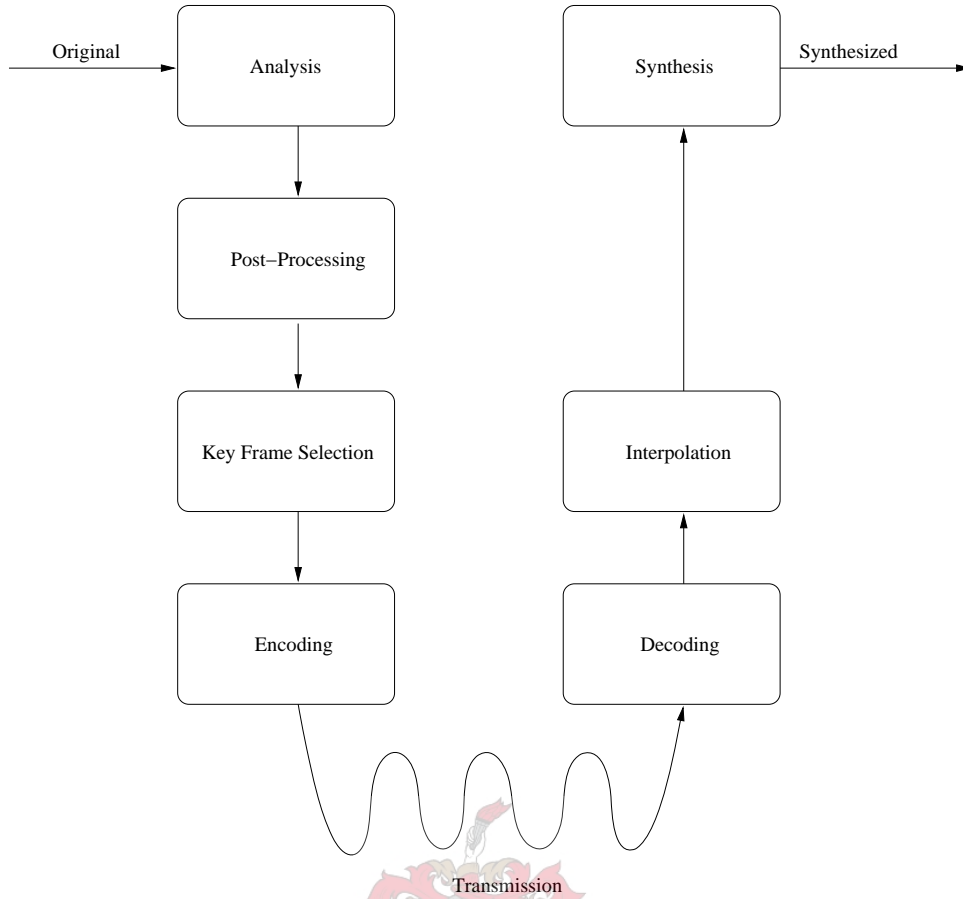 Original
Analysis
Post−Processing
Key Frame Selection
Encoding
Transmission
Decoding
Interpolation
Synthesis
Synthesized